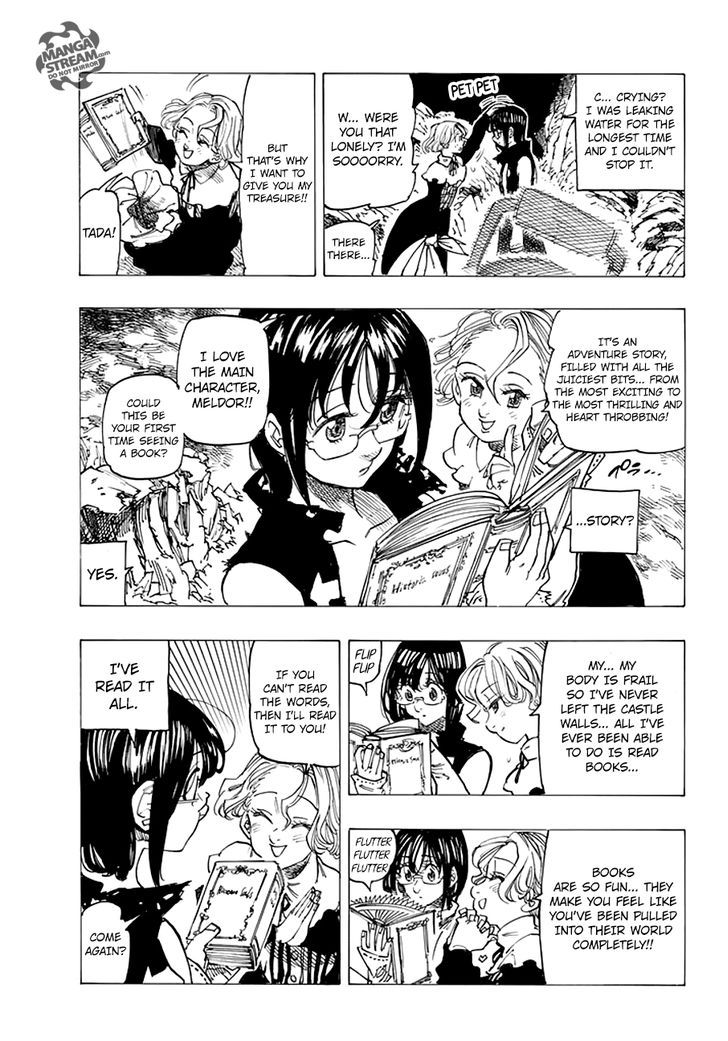 MANGA
STREAM.com
DO NOT MIRROR
C... CRYING?
I WAS LEAKING
WATER FOR THE
LONGEST TIME
AND I COULDN'T
STOP IT.
PET PET
W... WERE
YOU THAT
LONELY? I'M
SOOOORRY.
THERE
THERE...
BUT
THAT'S WHY
I WANT TO
GIVE YOU MY
TREASURE!!
TADA!
IT'S AN
ADVENTURE STORY,
FILLED WITH ALL
THE JUICIEST BITS... FROM
THE MOST EXCITING TO
THE MOST THRILLING AND
HEART THROBBING!
...STORY?
I LOVE
THE MAIN
CHARACTER,
MELDOR!!
COULD
THIS BE
YOUR FIRST
TIME SEEING
A BOOK?
YES.
MY... MY
BODY IS FRAIL
SO I'VE NEVER
LEFT THE CASTLE
WALLS... ALL I'VE
EVER BEEN ABLE
TO DO IS READ
BOOKS...
FLIP
FLIP
BOOKS
ARE SO FUN... THEY
MAKE YOU FEEL LIKE
YOU'VE BEEN PULLED
INTO THEIR WORLD
COMPLETELY!!
FLUTTER
FLUTTER
FLUTTER
IF YOU
CAN'T READ
THE WORDS,
THEN I'LL READ
IT TO YOU!
I'VE
READ IT
ALL.
COME
AGAIN?